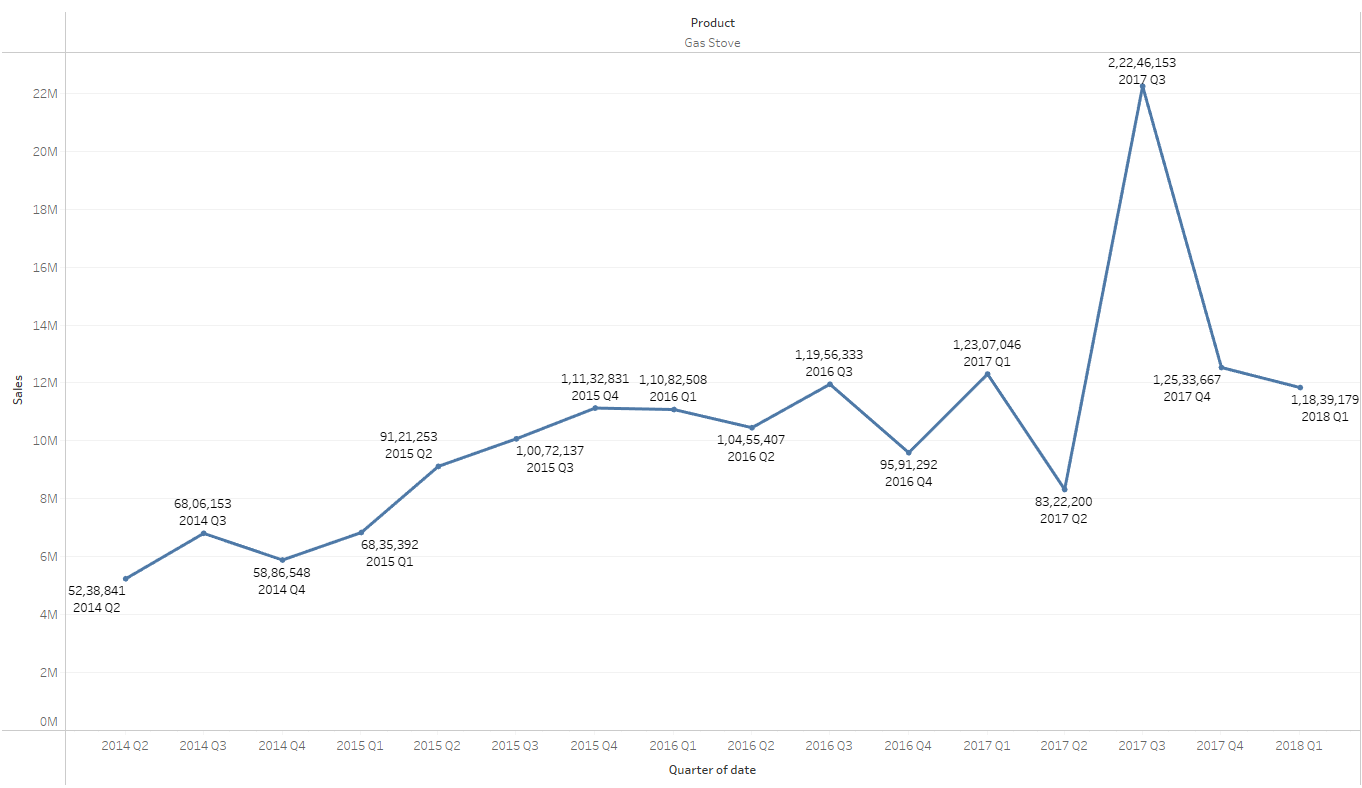 Product
Gas Stove
2,22,46,153
2017 Q3
22M
20M
18M
16M
14M
12M
10M
8M
6M
4M
2M
0M
Sales
1,23,07,046
2017 Q1
1,19,56,333
2016 Q3
1,11,32,831
2015 Q4
1,10,82,508
2016 Q1
1,25,33,667
2017 Q4
1,18,39,179
2018 Q1
91,21,253
2015 Q2
1,00,72,137
2015 Q3
1,04,55,407
2016 Q2
95,91,292
2016 Q4
83,22,200
2017 Q2
68,06,153
2014 Q3
68,35,392
2015 Q1
58,86,548
2014 Q4
52,38,841
2014 Q2
2014 Q2 2014 Q3 2014 Q4 2015 Q1 2015 Q2 2015 Q3 2015 Q4 2016 Q1 2016 Q2 2016 Q3 2016 Q4 2017 Q1 2017 Q2 2017 Q3 2017 Q4 2018 Q1
Quarter of date